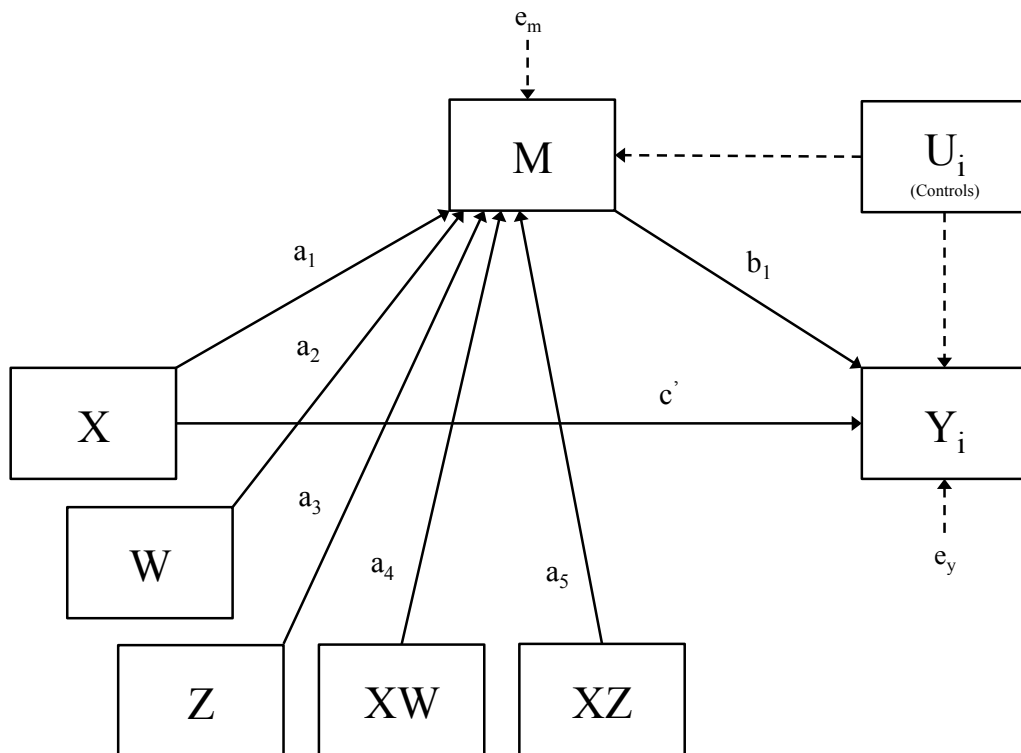 e_m
M
U_i
(Controls)
a_1
b_1
a_2
X
c’
Y_i
a_3
W
a_4
a_5
e_y
Z
XW
XZ